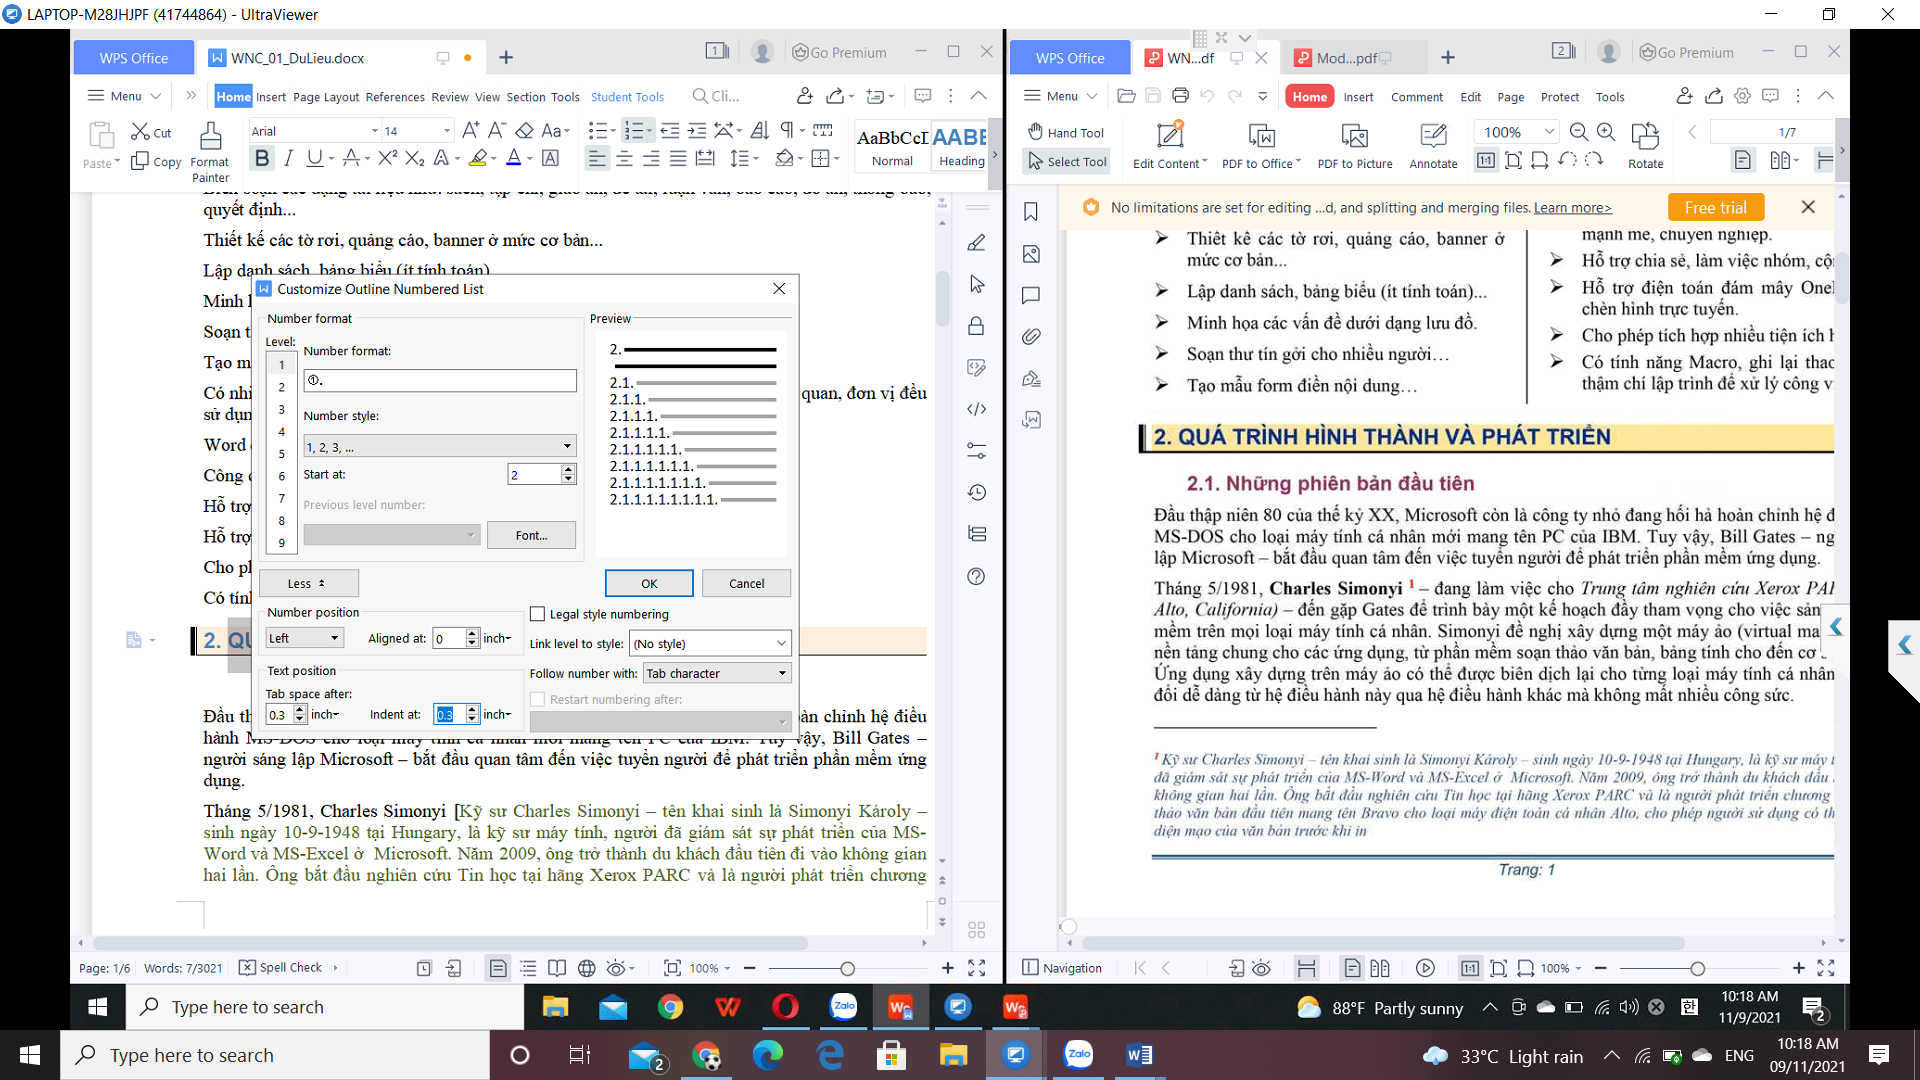 LAPTOP-M28JHJPF (41744864) - UltraViewer
WPS Office
WNC_01_DuLieu.docx
1
Go Premium
Menu
Home
Insert
Page Layout
References
Review
View
Section
Tools
Student Tools
Cli...
Paste
Cut
Copy
Format
Painter
Arial
14
AaBbCcI
Normal
AABE
Heading
quyết định...
Thiết kế các tờ rơi, quảng cáo, banner ở mức cơ bản...
Lập danh sách, bảng biểu (ít tính toán)
Minh
Soạn t
Tạo m
Có nhi
quan, đơn vị đều
sử dụn
Word
Công
Hỗ trợ
Hỗ trợ
Cho ph
Có tính
2. QU
Customize Outline Numbered List
Number format
Level:
1
2
3
4
5
6
7
8
9
Number format:
①.
Number style:
1, 2, 3, ...
Start at:
2
Previous level number:
Font...
Preview
2.
2.1.
2.1.1.
2.1.1.1.
2.1.1.1.1.
2.1.1.1.1.1.
2.1.1.1.1.1.1.
2.1.1.1.1.1.1.1.
2.1.1.1.1.1.1.1.1.
Less
OK
Cancel
Number position
Left
Aligned at:
0
inch
Text position
Tab space after:
0.3
inch
Indent at:
0.3
inch
Legal style numbering
Link level to style:
(No style)
Follow number with:
Tab character
Restart numbering after:
Đầu th
àn chỉnh hệ điều
hành MS-DOS cho loại máy tính cá nhân mới mang tên PC của IBM. Tuy vậy, Bill Gates –
người sáng lập Microsoft – bắt đầu quan tâm đến việc tuyển người để phát triển phần mềm ứng
dụng.
Tháng 5/1981, Charles Simonyi [Kỹ sư Charles Simonyi – tên khai sinh là Simonyi Károly –
sinh ngày 10-9-1948 tại Hungary, là kỹ sư máy tính, người đã giám sát sự phát triển của MS-
Word và MS-Excel ở Microsoft. Năm 2009, ông trở thành du khách đầu tiên đi vào không gian
hai lần. Ông bắt đầu nghiên cứu Tin học tại hãng Xerox PARC và là người phát triển chương
Page: 1/6
Words: 7/3021
Spell Check
100%
WPS Office
WN...df
Mod...pdf
2
Go Premium
Menu
Home
Insert
Comment
Edit
Page
Protect
Tools
Hand Tool
Select Tool
Edit Content
PDF to Office
PDF to Picture
Annotate
100%
Rotate
1/7
No limitations are set for editing ...d, and splitting and merging files. Learn more>
Free trial
Thiết kế các tờ rơi, quảng cáo, banner ở
mức cơ bản...
Lập danh sách, bảng biểu (ít tính toán)...
Minh họa các vấn đề dưới dạng lưu đồ.
Soạn thư tín gởi cho nhiều người…
Tạo mẫu form điền nội dung…
mạnh mẽ, chuyên nghiệp.
Hỗ trợ chia sẻ, làm việc nhóm, cộ
Hỗ trợ điện toán đám mây One
chèn hình trực tuyến.
Cho phép tích hợp nhiều tiện ích
Có tính năng Macro, ghi lại thao
thậm chí lập trình để xử lý công v
2. QUÁ TRÌNH HÌNH THÀNH VÀ PHÁT TRIỂN
2.1. Những phiên bản đầu tiên
Đầu thập niên 80 của thế kỷ XX, Microsoft còn là công ty nhỏ đang hối hả hoàn chỉnh hệ đ
MS-DOS cho loại máy tính cá nhân mới mang tên PC của IBM. Tuy vậy, Bill Gates – ng
lập Microsoft – bắt đầu quan tâm đến việc tuyển người để phát triển phần mềm ứng dụng.
Tháng 5/1981, Charles Simonyi 1 – đang làm việc cho Trung tâm nghiên cứu Xerox PAR
Alto, California) – đến gặp Gates để trình bày một kế hoạch đầy tham vọng cho việc sản
mềm trên mọi loại máy tính cá nhân. Simonyi đề nghị xây dựng một máy ảo (virtual ma
nền tảng chung cho các ứng dụng, từ phần mềm soạn thảo văn bản, bảng tính cho đến cơ
Ứng dụng xây dựng trên máy ảo có thể được biên dịch lại cho từng loại máy tính cá nhân
đổi dễ dàng từ hệ điều hành này qua hệ điều hành khác mà không mất nhiều công sức.
1 Kỹ sư Charles Simonyi – tên khai sinh là Simonyi Károly – sinh ngày 10-9-1948 tại Hungary, là kỹ sư máy t
đã giám sát sự phát triển của MS-Word và MS-Excel ở Microsoft. Năm 2009, ông trở thành du khách đầu
không gian hai lần. Ông bắt đầu nghiên cứu Tin học tại hãng Xerox PARC và là người phát triển chương
thảo văn bản đầu tiên mang tên Bravo cho loại máy điện toán cá nhân Alto, cho phép người sử dụng có th
diện mạo của văn bản trước khi in
Trang: 1
Navigation
100%
Type here to search
88°F Partly sunny
10:18 AM
11/9/2021
2
Type here to search
2
33°C Light rain
ENG
10:18 AM
09/11/2021